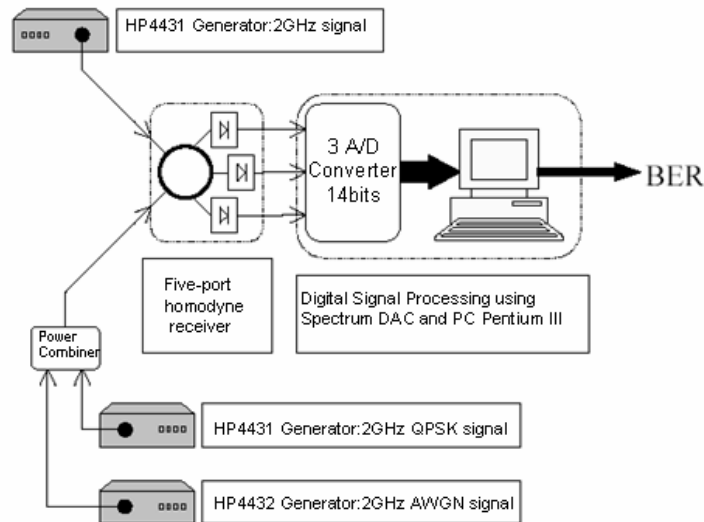 HP4431 Generator:2GHz signal
3 A/D
Converter
14bits
BER
Five-port
homodyne
receiver
Digital Signal Processing using
Spectrum DAC and PC Pentium III
Power
Combiner
HP4431 Generator:2GHz QPSK signal
HP4432 Generator:2GHz AWGN signal